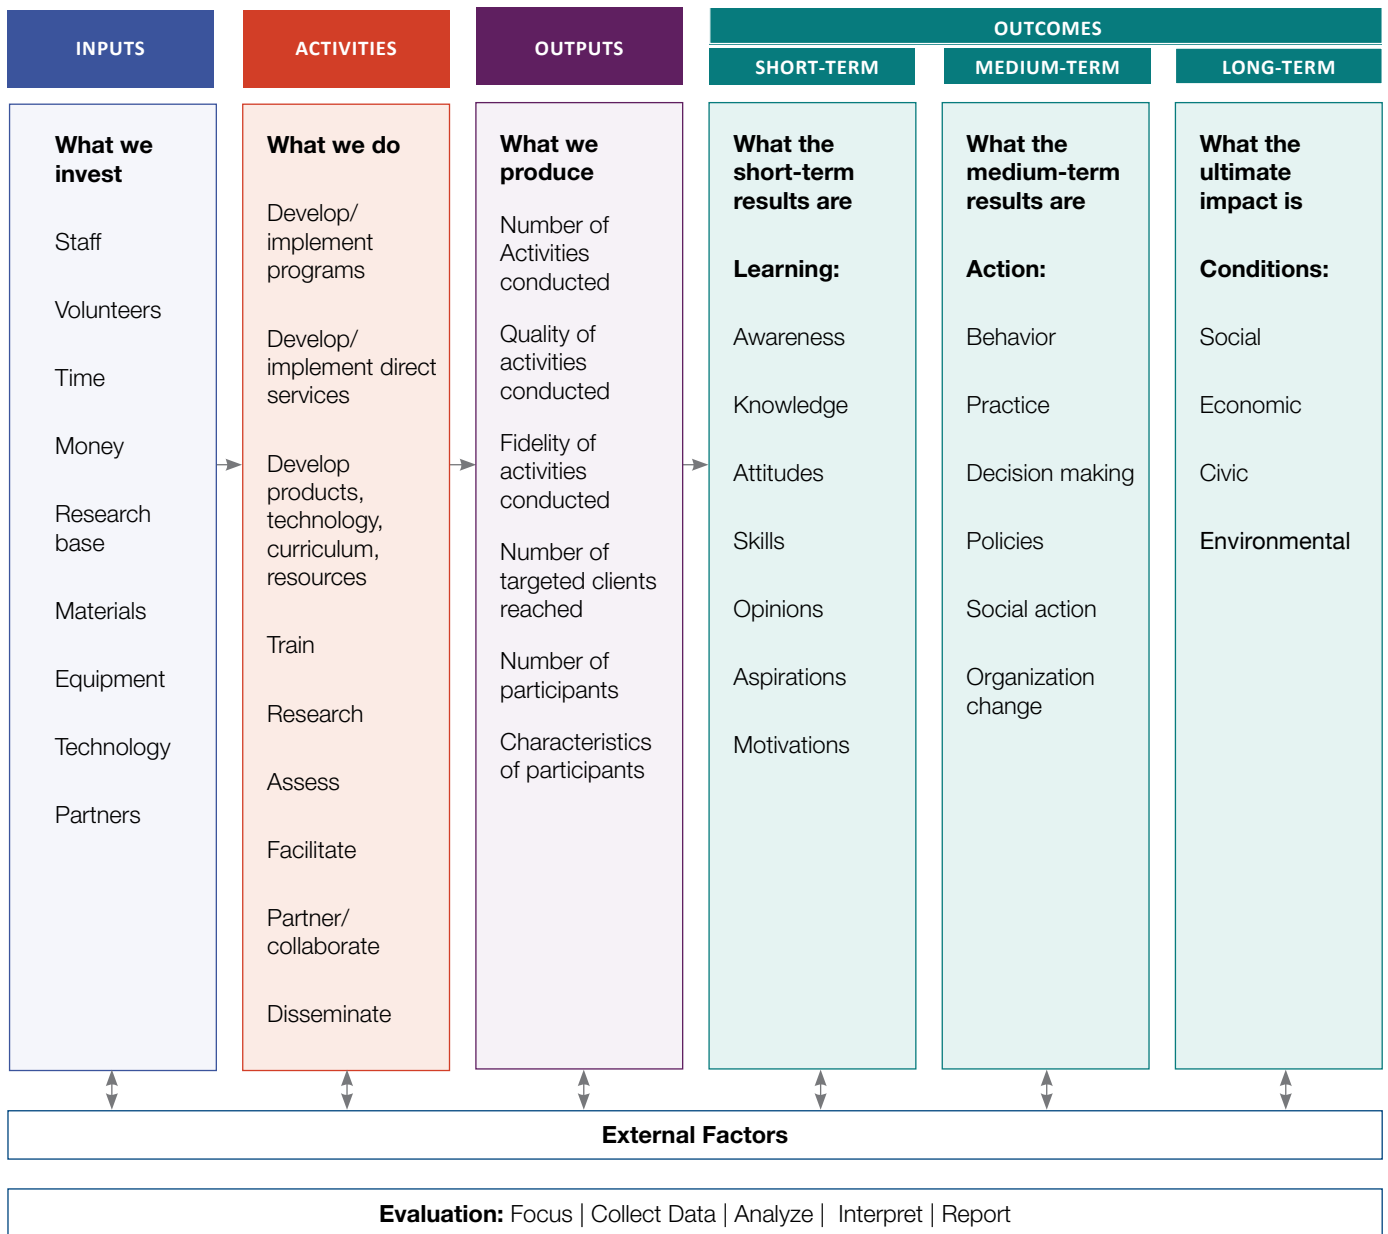 INPUTS
ACTIVITIES
OUTPUTS
OUTCOMES
SHORT-TERM
MEDIUM-TERM
LONG-TERM
What we
invest
Staff
Volunteers
Time
Money
Research
base
Materials
Equipment
Technology
Partners
What we do
Develop/
implement
programs
Develop/
implement direct
services
Develop
products,
technology,
curriculum,
resources
Train
Research
Assess
Facilitate
Partner/
collaborate
Disseminate
What we
produce
Number of
Activities
conducted
Quality of
activities
conducted
Fidelity of
activities
conducted
Number of
targeted clients
reached
Number of
participants
Characteristics
of participants
What the
short-term
results are
Learning:
Awareness
Knowledge
Attitudes
Skills
Opinions
Aspirations
Motivations
What the
medium-term
results are
Action:
Behavior
Practice
Decision making
Policies
Social action
Organization
change
What the
ultimate
impact is
Conditions:
Social
Economic
Civic
Environmental
External Factors
Evaluation: Focus | Collect Data | Analyze | Interpret | Report